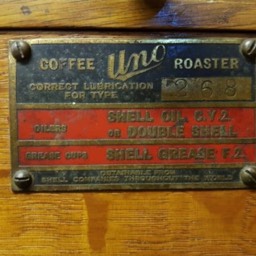 COFFEE Uno ROASTER
CORRECT LUBRICATION
FOR TYPE 268
OILERS SHELL OIL C.Y.2.
OR DOUBLE SHELL
GREASE CUPS SHELL GREASE F.2.
OBTAINABLE FROM
SHELL COMPANIES THROUGHOUT THE WORLD